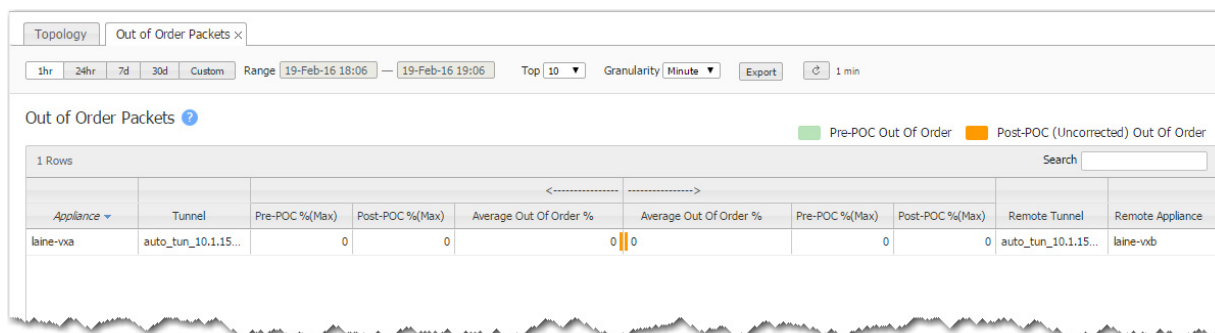 Topology Out of Order Packets ×
1hr 24hr 7d 30d Custom Range 19-Feb-16 18:06 — 19-Feb-16 19:06 Top 10 ▼ Granularity Minute ▼ Export 1 min
Out of Order Packets ?
Pre-POC Out Of Order Post-POC (Uncorrected) Out Of Order
1 Rows Search
<---------------- ---------------->
Appliance Tunnel Pre-POC %(Max) Post-POC %(Max) Average Out Of Order % Average Out Of Order % Pre-POC %(Max) Post-POC %(Max) Remote Tunnel Remote Appliance
laine-vxa auto_tun_10.1.15... 0 0 0 0 0 0 auto_tun_10.1.15... laine-vxb